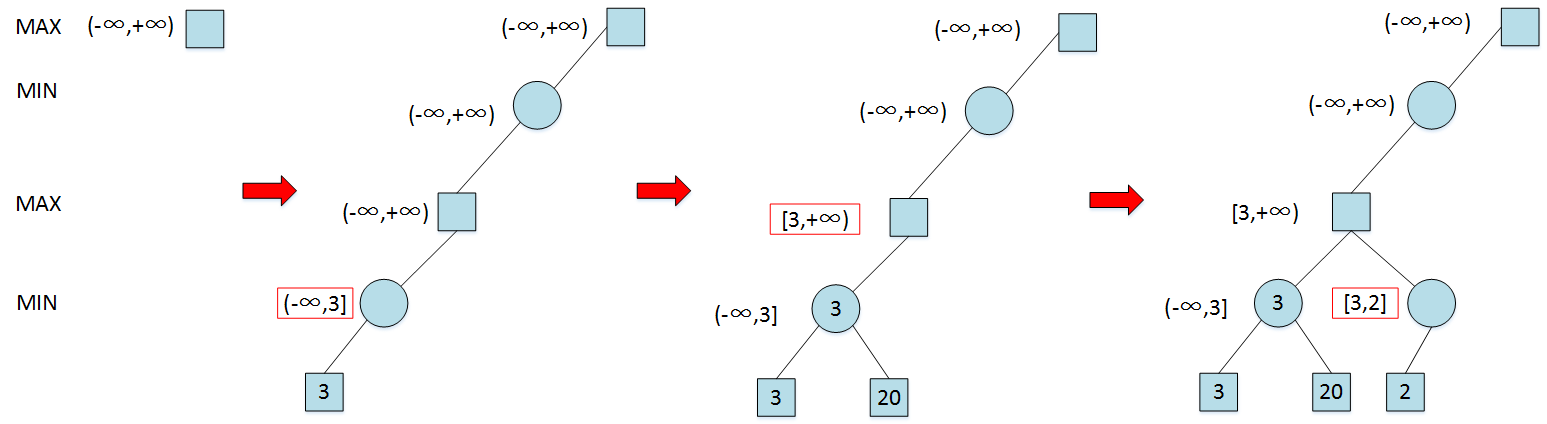 MAX (-∞,+∞) (-∞,+∞) (-∞,+∞) (-∞,+∞)
MIN (-∞,+∞) (-∞,+∞) (-∞,+∞)
MAX (-∞,+∞) [3,+∞) [3,+∞)
MIN (-∞,3] (-∞,3] 3 (-∞,3] 3 [3,2]
3 3 20 3 20 2